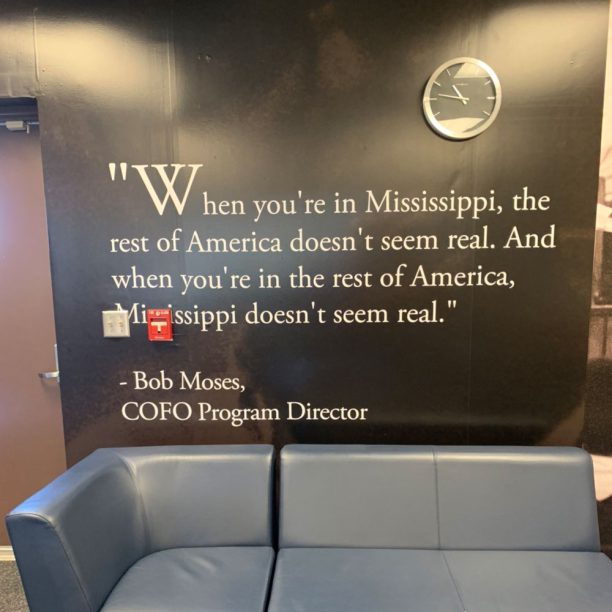 "When you're in Mississippi, the
rest of America doesn't seem real. And
when you're in the rest of America,
Mississippi doesn't seem real."
- Bob Moses,
COFO Program Director